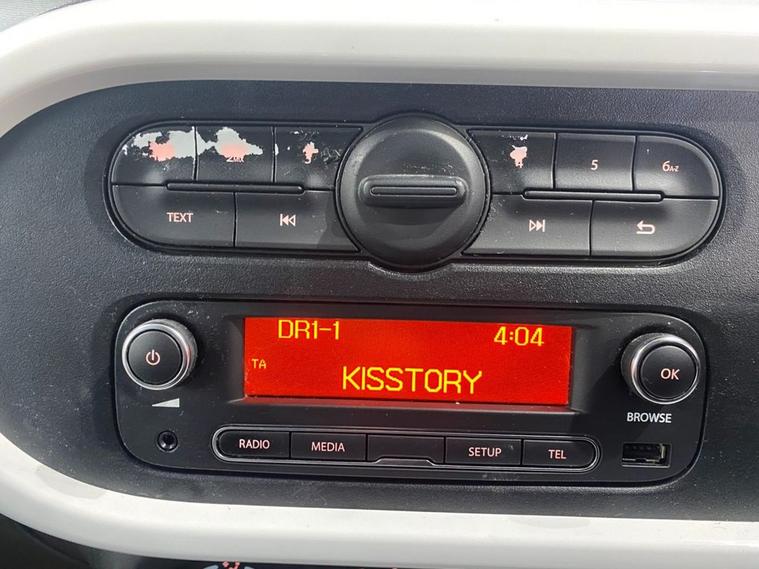 5
6 A-Z
TEXT
DR1-1
4:04
TA
KISSTORY
OK
BROWSE
RADIO
MEDIA
SETUP
TEL